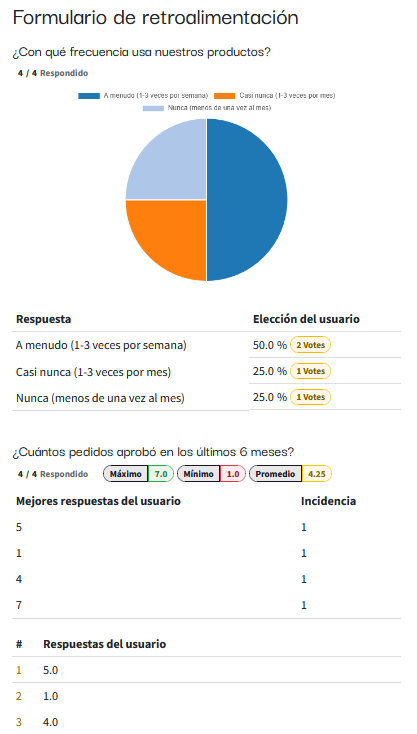 Formulario de retroalimentación
¿Con qué frecuencia usa nuestros productos?
4 / 4 Respondido
A menudo (1-3 veces por semana) Casi nunca (1-3 veces por mes)
Nunca (menos de una vez al mes)
Respuesta Elección del usuario
A menudo (1-3 veces por semana) 50.0 % 2 Votes
Casi nunca (1-3 veces por mes) 25.0 % 1 Votes
Nunca (menos de una vez al mes) 25.0 % 1 Votes
¿Cuántos pedidos aprobó en los últimos 6 meses?
4 / 4 Respondido Máximo 7.0 Mínimo 1.0 Promedio 4.25
Mejores respuestas del usuario Incidencia
5 1
1 1
4 1
7 1
# Respuestas del usuario
1 5.0
2 1.0
3 4.0